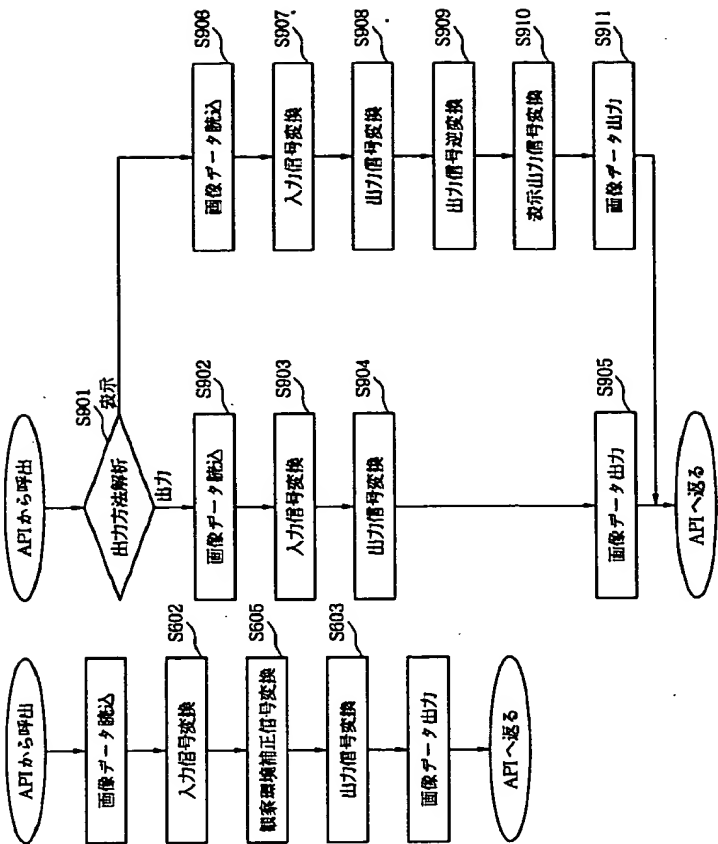 APIから呼出
画像データ読込
入力信号変換
S602
観察環境補正信号変換
S605
出力信号変換
S603
画像データ出力
APIへ返る
APIから呼出
出力方法解析
S901
表示
出力
画像データ読込
S902
入力信号変換
S903
出力信号変換
S904
画像データ出力
S905
APIへ返る
画像データ読込
S906
入力信号変換
S907
出力信号変換
S908
出力信号逆変換
S909
表示出力信号変換
S910
画像データ出力
S911